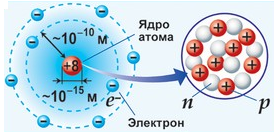 ~10⁻¹⁰ м
Ядро
атома
+8
~10⁻¹⁵ м
e⁻
Электрон
n
p